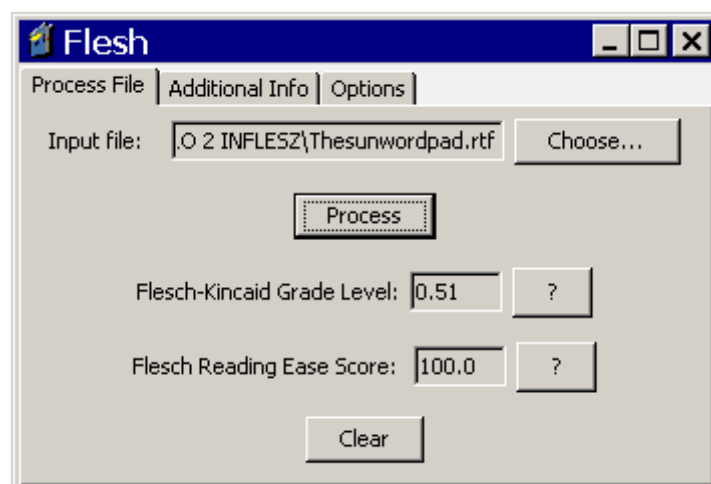 Flesh
Process File Additional Info Options
Input file: .O 2 INFLESZ\Thesunwordpad.rtf Choose...
Process
Flesch-Kincaid Grade Level: 0.51 ?
Flesch Reading Ease Score: 100.0 ?
Clear